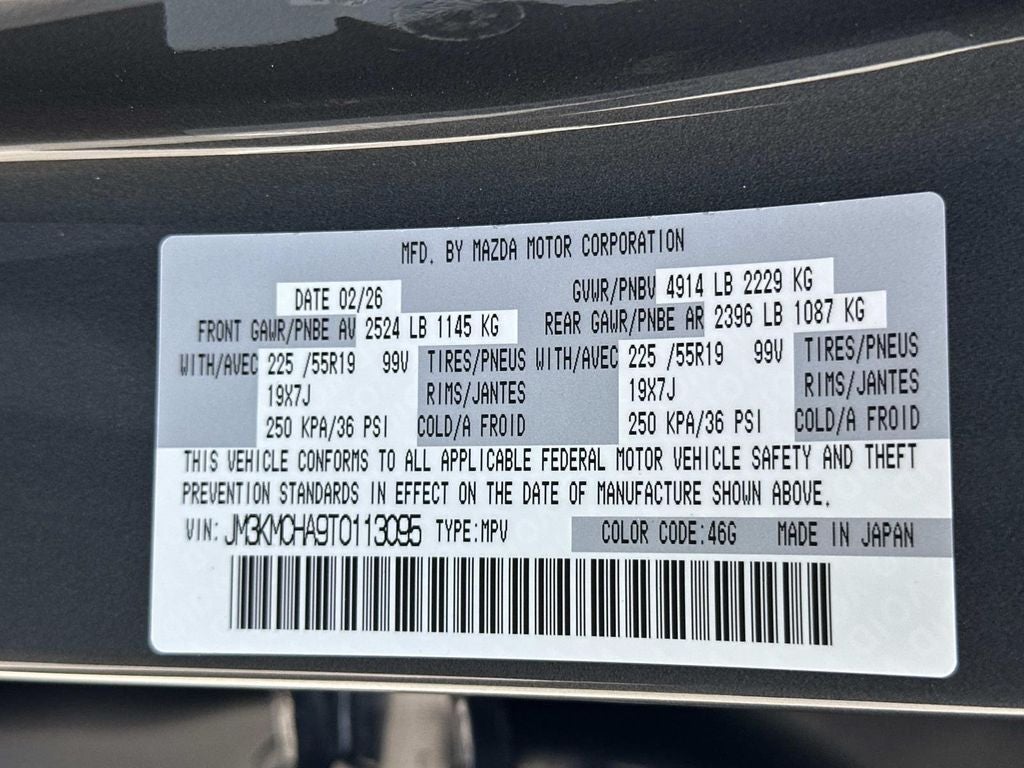 MFD. BY MAZDA MOTOR CORPORATION
DATE 02/26 GVWR/PNBV 4914 LB 2229 KG
FRONT GAWR/PNBE AV 2524 LB 1145 KG REAR GAWR/PNBE AR 2396 LB 1087 KG
WITH/AVEC 225 /55R19 99V TIRES/PNEUS WITH/AVEC 225 /55R19 99V TIRES/PNEUS
19X7J RIMS/JANTES 19X7J RIMS/JANTES
250 KPA/36 PSI COLD/A FROID 250 KPA/36 PSI COLD/A FROID
THIS VEHICLE CONFORMS TO ALL APPLICABLE FEDERAL MOTOR VEHICLE SAFETY AND THEFT
PREVENTION STANDARDS IN EFFECT ON THE DATE OF MANUFACTURE SHOWN ABOVE.
VIN: JM3KMCHA9T0113095 TYPE:MPV COLOR CODE:46G MADE IN JAPAN